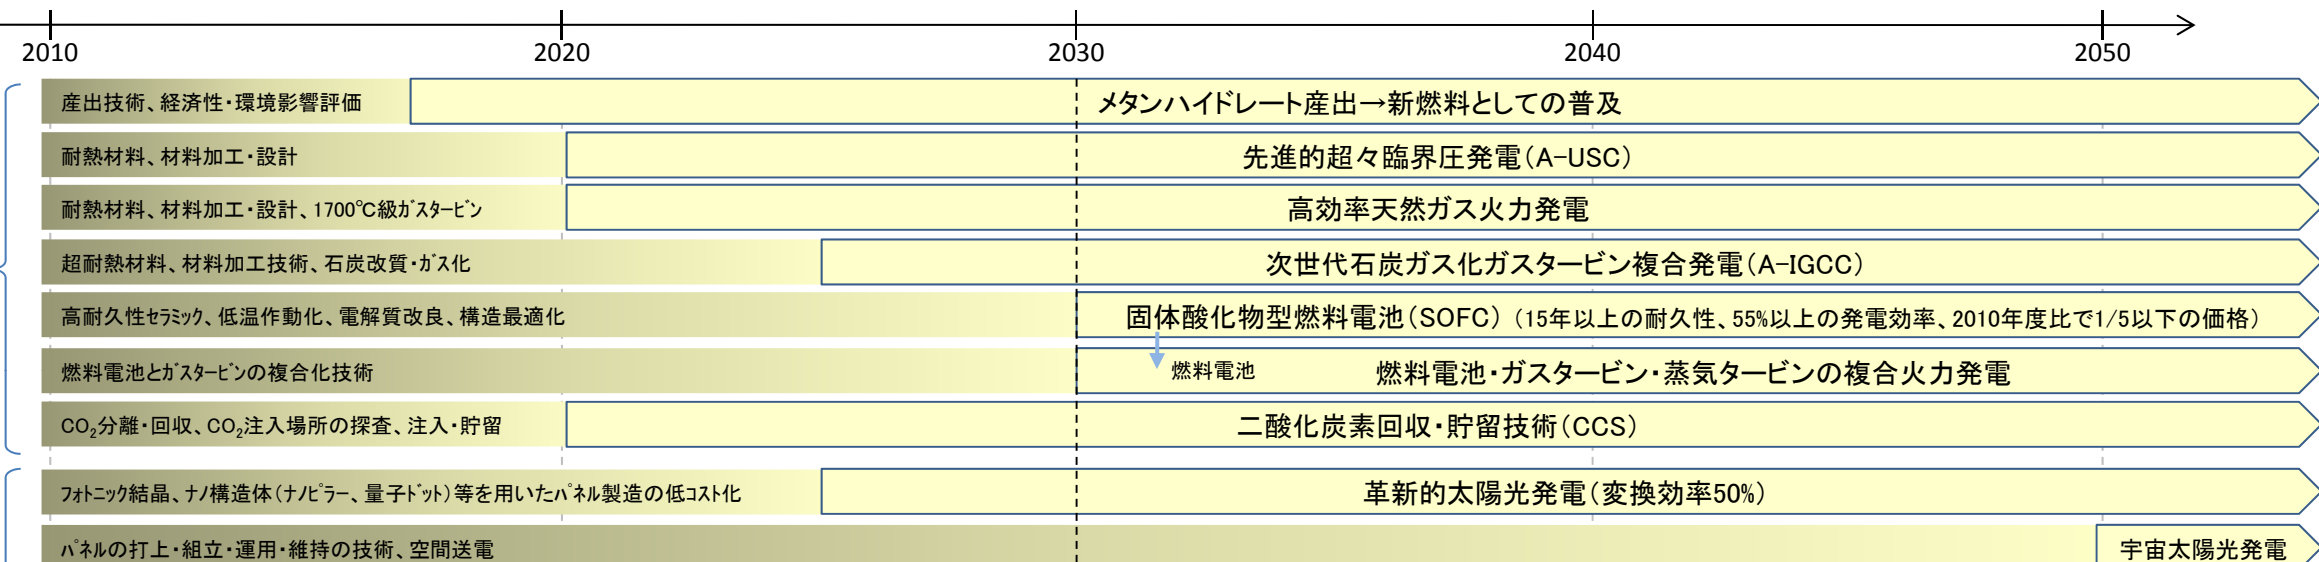 2010 2020 2030 2040 2050
産出技術、経済性・環境影響評価 メタンハイドレート産出→新燃料としての普及
耐熱材料、材料加工・設計 先進的超々臨界圧発電(A-USC)
耐熱材料、材料加工・設計、1700℃級ｶﾞｽﾀｰﾋﾞﾝ 高効率天然ガス火力発電
超耐熱材料、材料加工技術、石炭改質・ｶﾞｽ化 次世代石炭ガス化ガスタービン複合発電(A-IGCC)
高耐久性ｾﾗﾐｯｸ、低温作動化、電解質改良、構造最適化 固体酸化物型燃料電池(SOFC) (15年以上の耐久性、55%以上の発電効率、2010年度比で1/5以下の価格)
燃料電池とｶﾞｽﾀｰﾋﾞﾝの複合化技術 燃料電池 燃料電池・ガスタービン・蒸気タービンの複合火力発電
CO₂分離・回収、CO₂注入場所の探査、注入・貯留 二酸化炭素回収・貯留技術(CCS)
ﾌｫﾄﾆｯｸ結晶、ﾅﾉ構造体(ﾅﾉﾋﾟﾗｰ、量子ﾄﾞｯﾄ)等を用いたﾊﾟﾈﾙ製造の低ｺｽﾄ化 革新的太陽光発電(変換効率50%)
ﾊﾟﾈﾙの打上・組立・運用・維持の技術、空間送電 宇宙太陽光発電